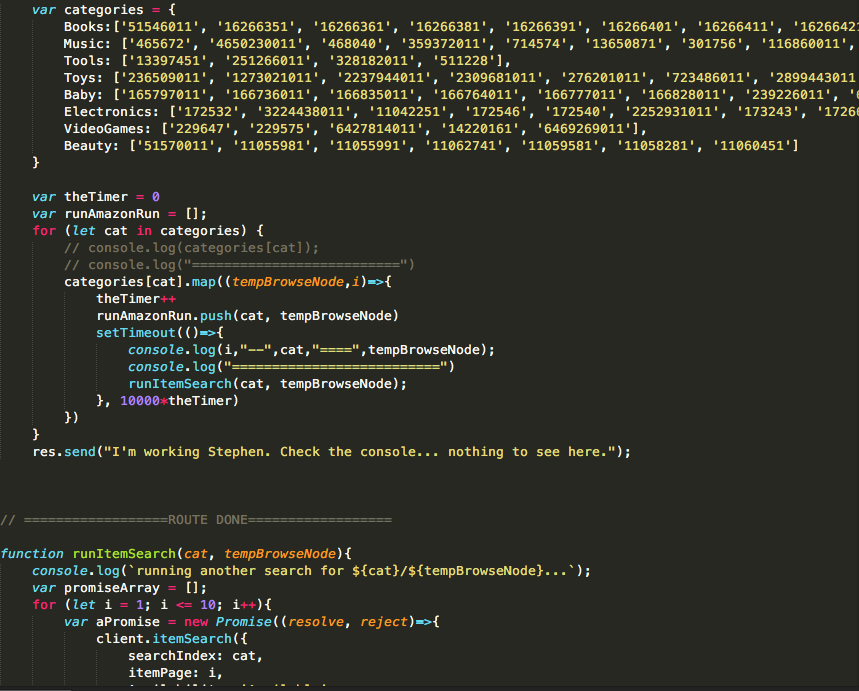 var categories = {
Books:['51546011', '16266351', '16266361', '16266381', '16266391', '16266401', '16266411', '1626642
Music: ['465672', '4650230011', '468040', '359372011', '714574', '13650871', '301756', '116860011',
Tools: ['13397451', '251266011', '328182011', '511228'],
Toys: ['236509011', '1273021011', '2237944011', '2309681011', '276201011', '723486011', '2899443011
Baby: ['165797011', '166736011', '166835011', '166764011', '166777011', '166828011', '239226011', '
Electronics: ['172532', '3224438011', '11042251', '172546', '172540', '2252931011', '173243', '1726
VideoGames: ['229647', '229575', '6427814011', '14220161', '6469269011'],
Beauty: ['51570011', '11055981', '11055991', '11062741', '11059581', '11058281', '11060451']
}
var theTimer = 0
var runAmazonRun = [];
for (let cat in categories) {
// console.log(categories[cat]);
// console.log("==========================")
categories[cat].map((tempBrowseNode,i)=>{
theTimer++
runAmazonRun.push(cat, tempBrowseNode)
setTimeout(()=>{
console.log(i,"--",cat,"====",tempBrowseNode);
console.log("==========================")
runItemSearch(cat, tempBrowseNode);
}, 10000*theTimer)
})
}
res.send("I'm working Stephen. Check the console... nothing to see here.");
// ==================ROUTE DONE==================
function runItemSearch(cat, tempBrowseNode){
console.log(`running another search for ${cat}/${tempBrowseNode}...`);
var promiseArray = [];
for (let i = 1; i <= 10; i++){
var aPromise = new Promise((resolve, reject)=>{
client.itemSearch({
searchIndex: cat,
itemPage: i,